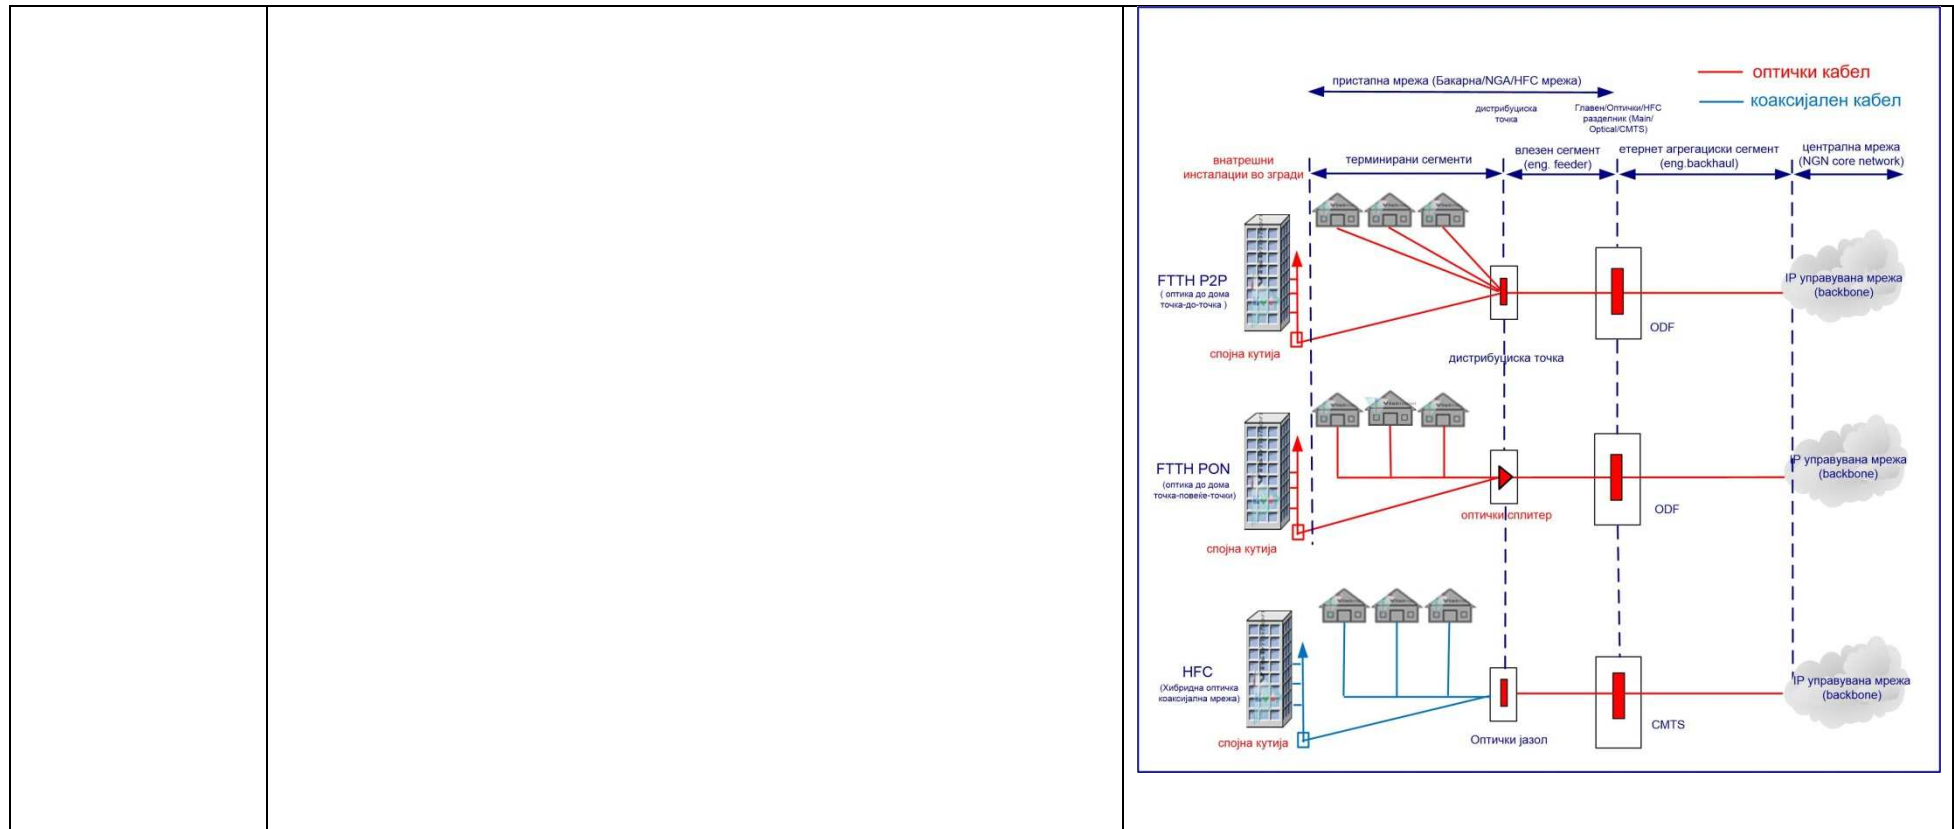 оптички кабел
коаксијален кабел
пристапна мрежа (Бакарна/NGA/HFC мрежа)
дистрибуциска
точка
Главен/Оптички/HFC
разделник (Main/
Optical/CMTS)
внатрешни
инсталации во згради
терминирани сегменти
влезен сегмент
(eng. feeder)
етернет агрегациски сегмент
(eng.backhaul)
централна мрежа
(NGN core network)
FTTH P2P
( оптика до дома
точка-до-точка )
спојна кутија
дистрибуциска точка
ODF
IP управувана мрежа
(backbone)
FTTH PON
(оптика до дома
точка-повеќе-точки)
спојна кутија
оптички сплитер
ODF
IP управувана мрежа
(backbone)
HFC
(Хибридна оптичка
коаксијална мрежа)
спојна кутија
Оптички јазол
CMTS
IP управувана мрежа
(backbone)